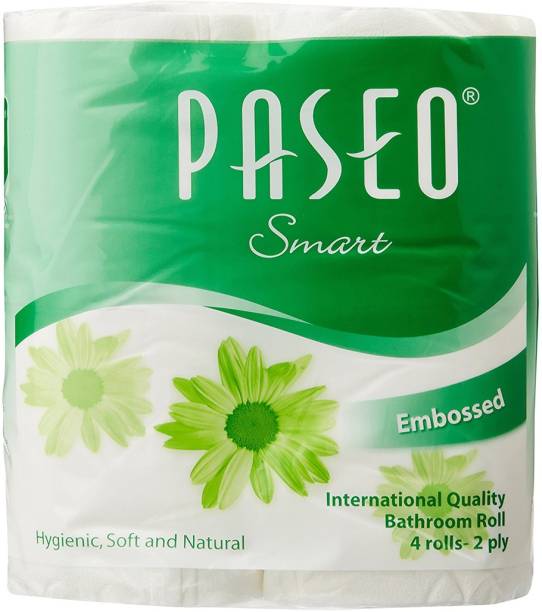 PASEO®
Smart
Embossed
International Quality
Bathroom Roll
4 rolls- 2 ply
Hygienic, Soft and Natural